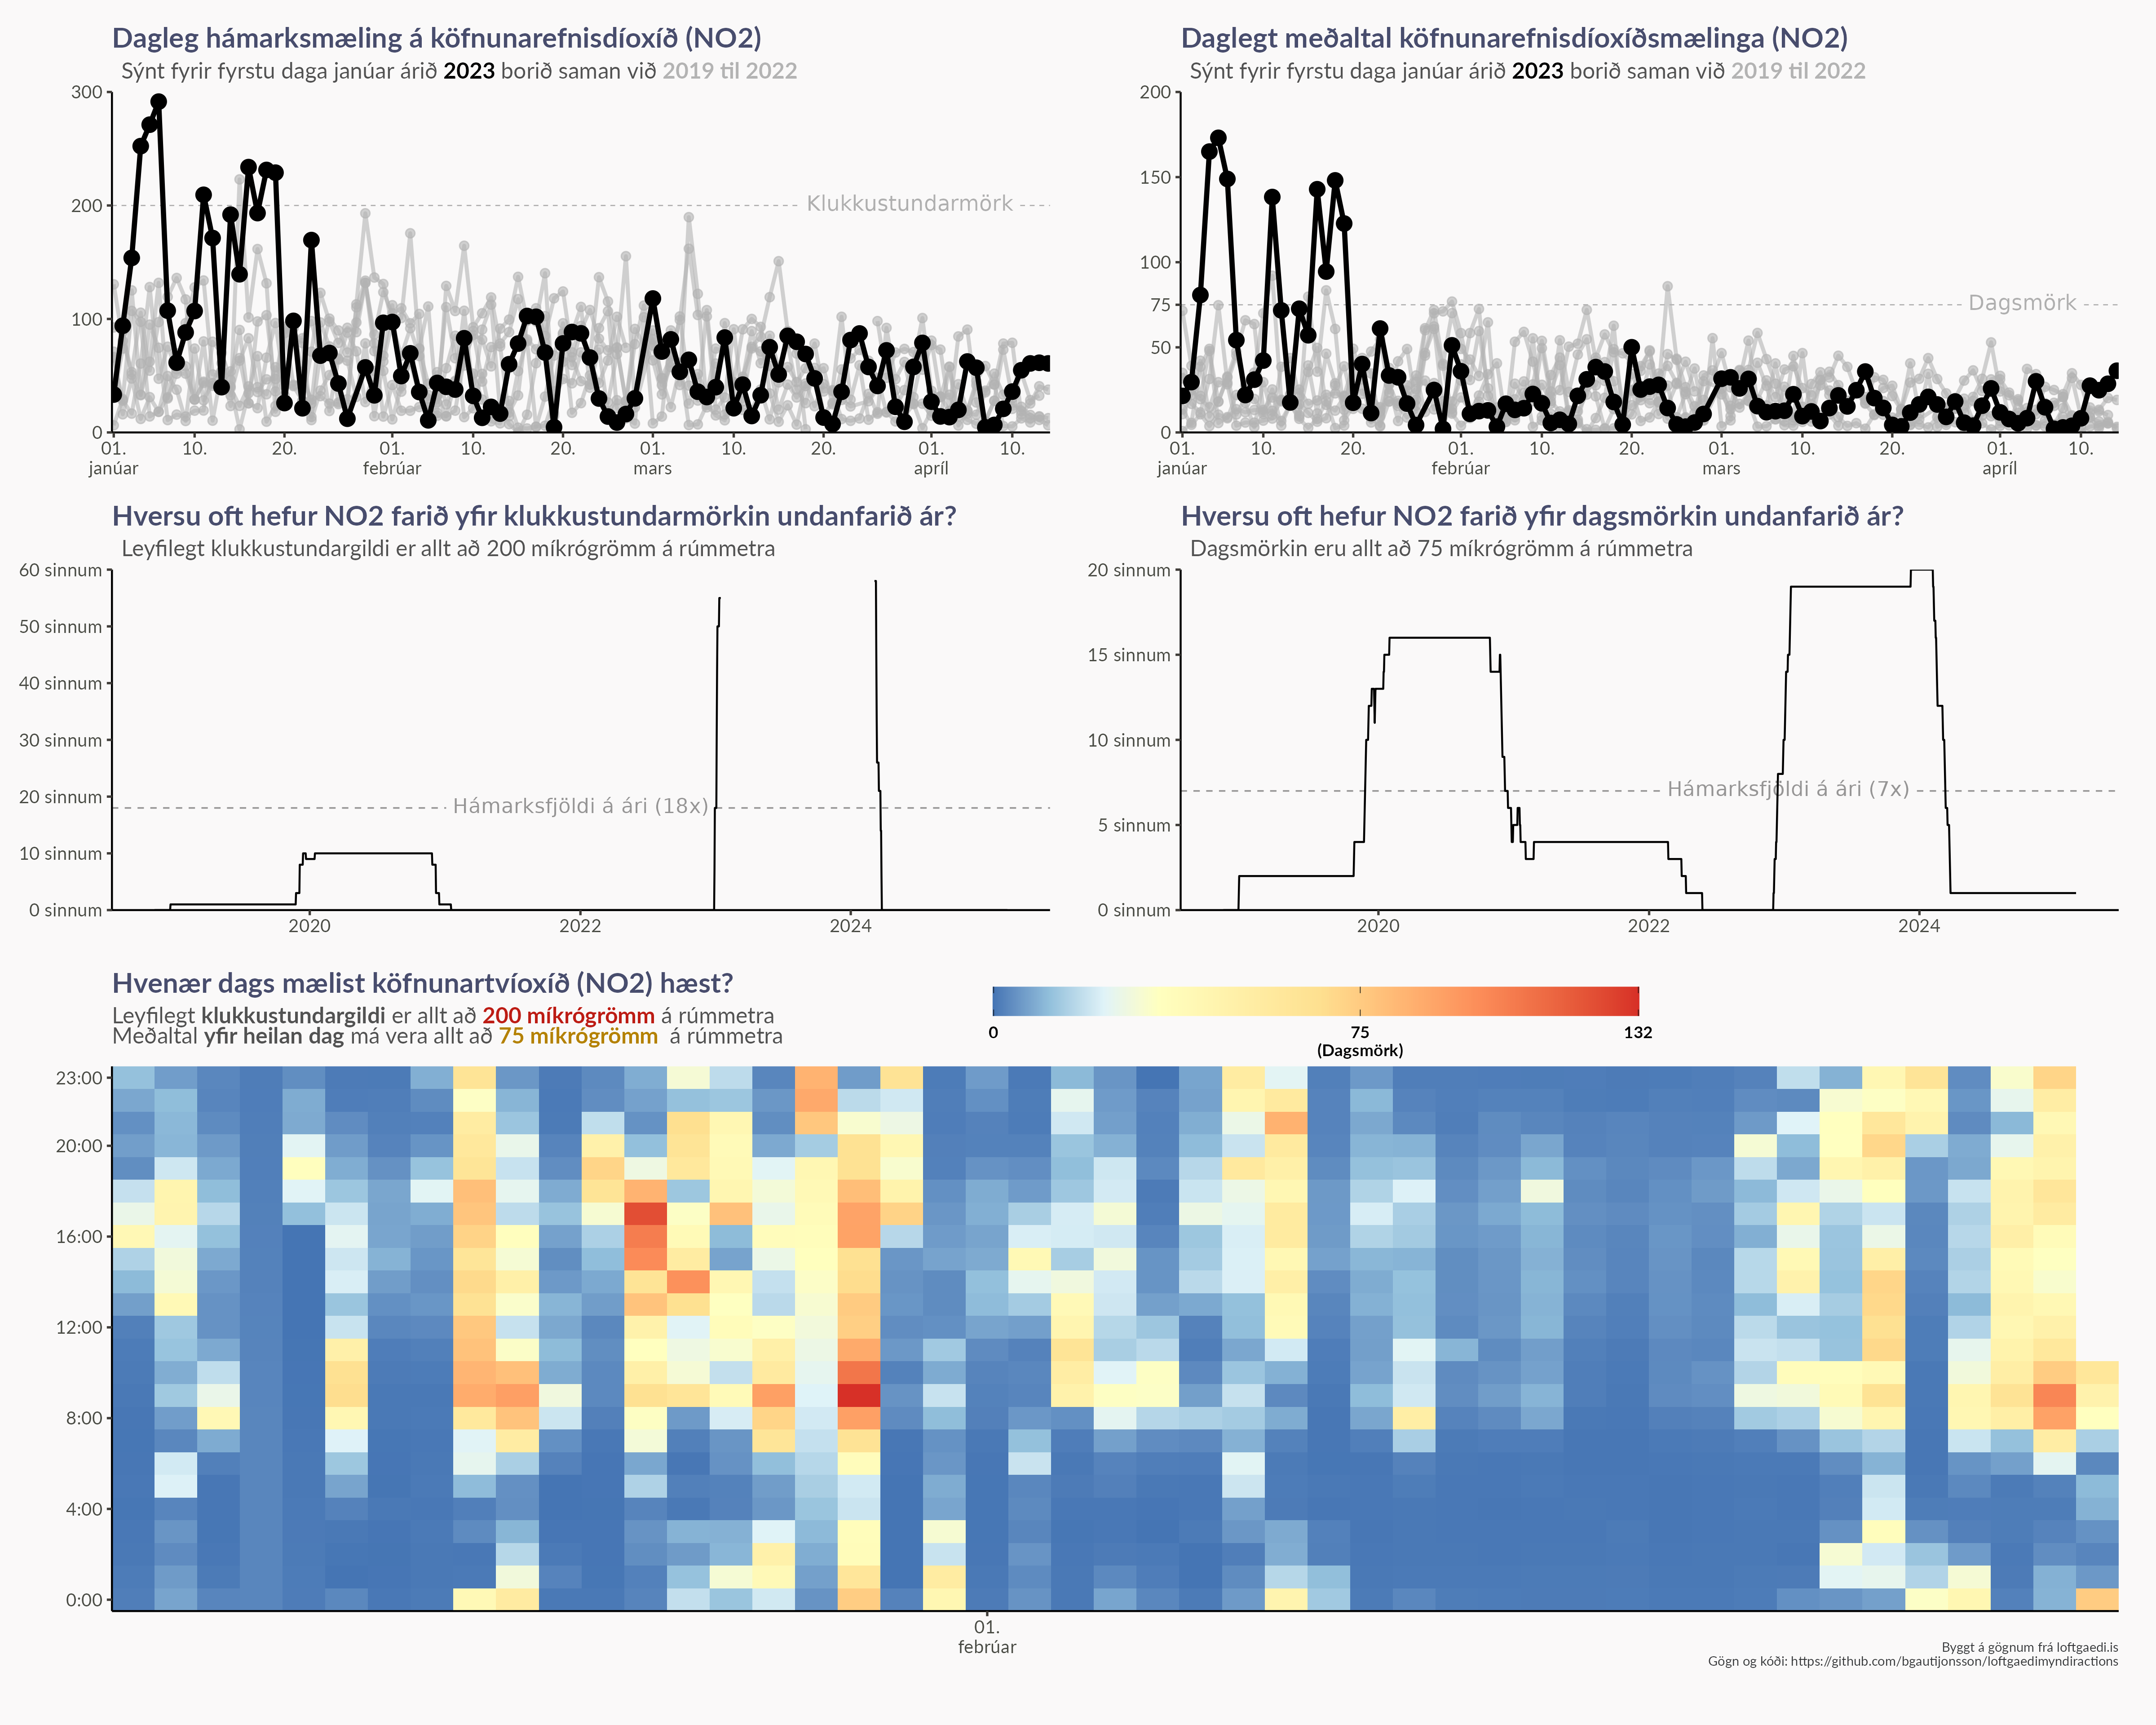 Dagleg hámarksmæling á köfnunarefnisdíoxíð (NO2)
Sýnt fyrir fyrstu daga janúar árið 2023 borið saman við 2019 til 2022
300
200
100
0
Klukkustundarmörk
01. 10. 20. 01. 10. 20. 01. 10. 20. 01. 10.
janúar febrúar mars apríl
Daglegt meðaltal köfnunarefnisdíoxíðsmælinga (NO2)
Sýnt fyrir fyrstu daga janúar árið 2023 borið saman við 2019 til 2022
200
150
100
75
50
0
Dagsmörk
01. 10. 20. 01. 10. 20. 01. 10. 20. 01. 10.
janúar febrúar mars apríl
Hversu oft hefur NO2 farið yfir klukkustundarmörkin undanfarið ár?
Leyfilegt klukkustundargildi er allt að 200 míkrógrömm á rúmmetra
60 sinnum
50 sinnum
40 sinnum
30 sinnum
20 sinnum
10 sinnum
0 sinnum
Hámarksfjöldi á ári (18x)
2020 2022 2024
Hversu oft hefur NO2 farið yfir dagsmörkin undanfarið ár?
Dagsmörkin eru allt að 75 míkrógrömm á rúmmetra
20 sinnum
15 sinnum
10 sinnum
5 sinnum
0 sinnum
Hámarksfjöldi á ári (7x)
2020 2022 2024
Hvenær dags mælist köfnunartvíoxíð (NO2) hæst?
Leyfilegt klukkustundargildi er allt að 200 míkrógrömm á rúmmetra
Meðaltal yfir heilan dag má vera allt að 75 míkrógrömm á rúmmetra
0 75 132
(Dagsmörk)
23:00
20:00
16:00
12:00
8:00
4:00
0:00
01.
febrúar
Byggt á gögnum frá loftgaedi.is
Gögn og kóði: https://github.com/bgautijonsson/loftgaedimyndiractions